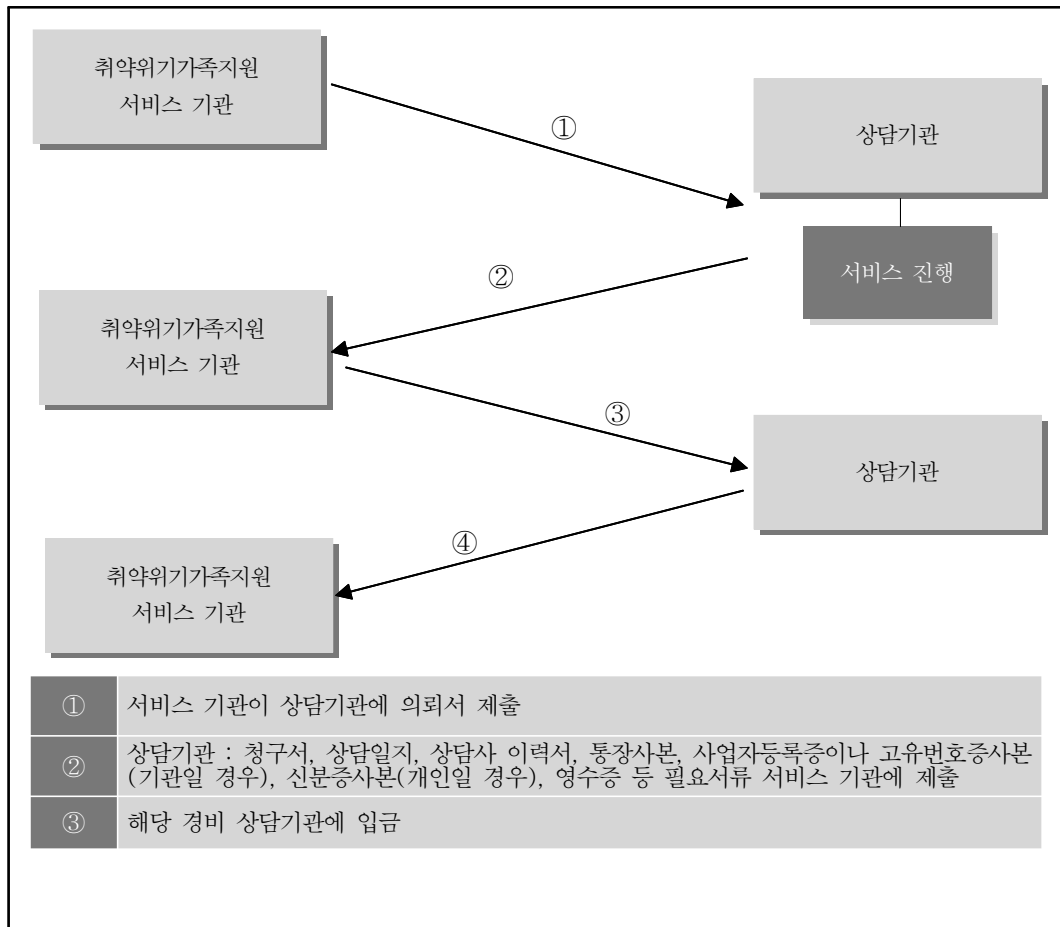 취약위기가족지원
서비스 기관
①
상담기관
서비스 진행
②
취약위기가족지원
서비스 기관
③
상담기관
④
취약위기가족지원
서비스 기관
① 서비스 기관이 상담기관에 의뢰서 제출
② 상담기관 : 청구서, 상담일지, 상담사 이력서, 통장사본, 사업자등록증이나 고유번호증사본
(기관일 경우), 신분증사본(개인일 경우), 영수증 등 필요서류 서비스 기관에 제출
③ 해당 경비 상담기관에 입금